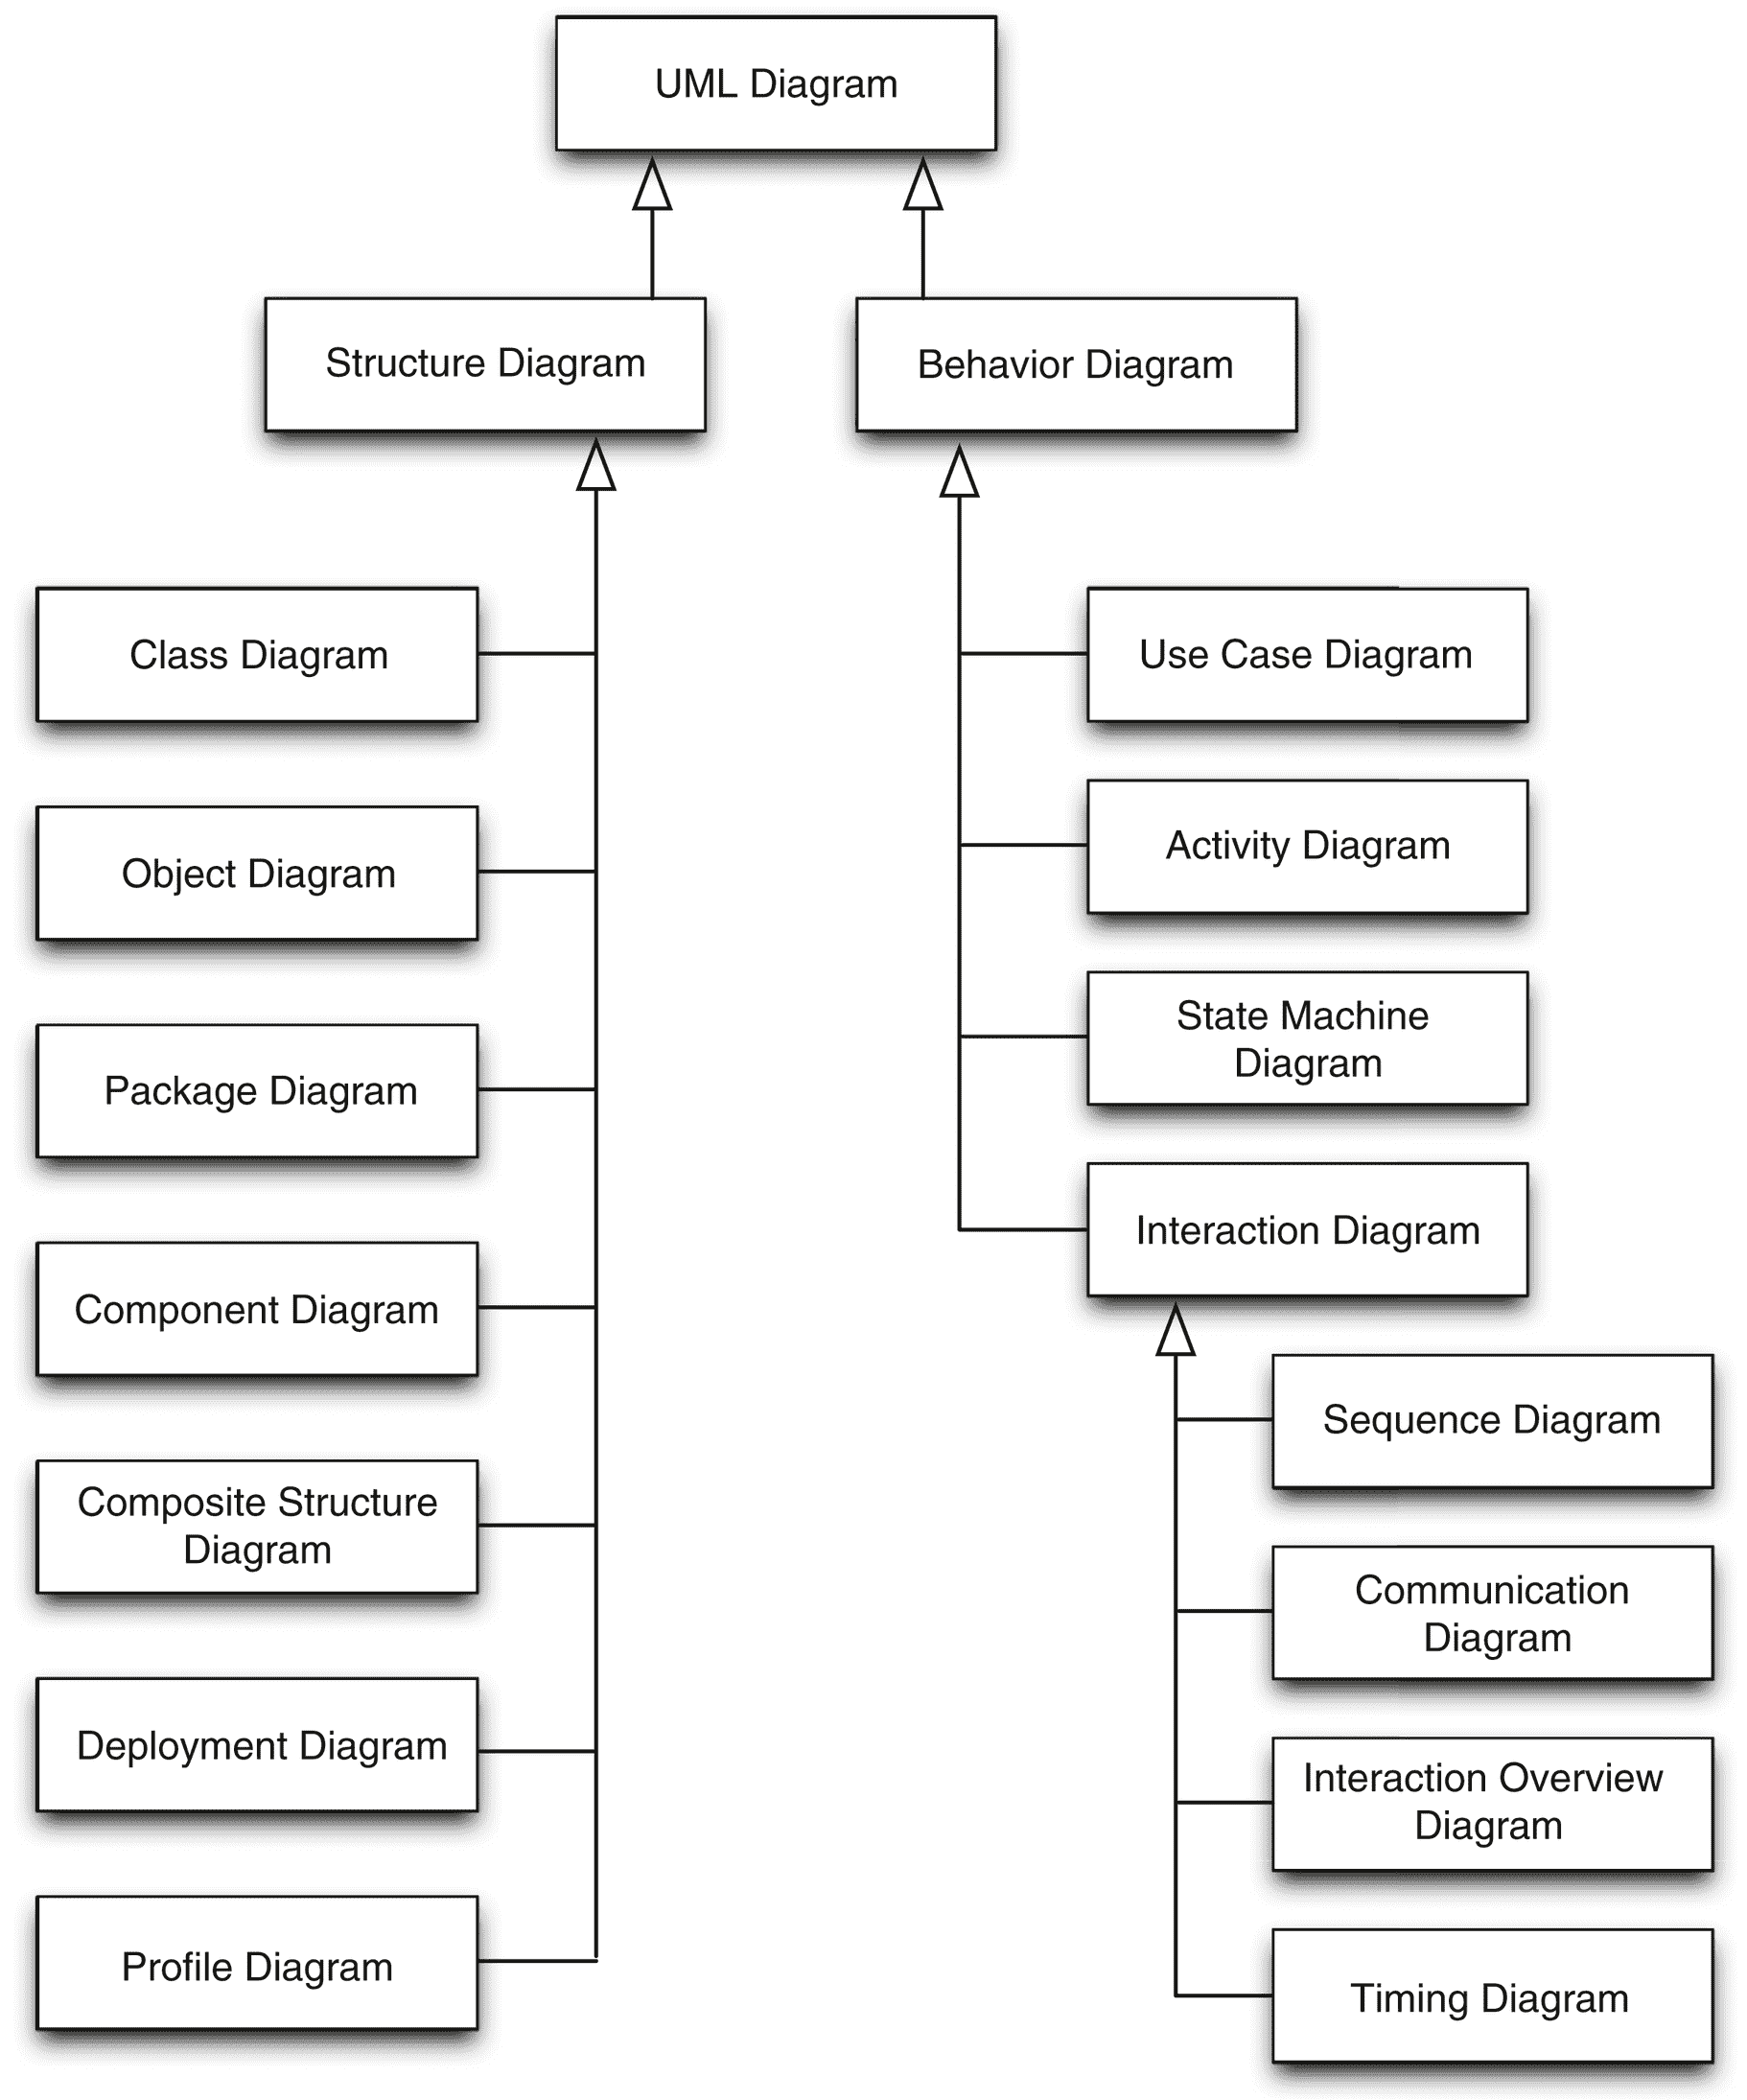 UML Diagram
Structure Diagram
Behavior Diagram
Class Diagram
Object Diagram
Package Diagram
Component Diagram
Composite Structure
Diagram
Deployment Diagram
Profile Diagram
Use Case Diagram
Activity Diagram
State Machine
Diagram
Interaction Diagram
Sequence Diagram
Communication
Diagram
Interaction Overview
Diagram
Timing Diagram